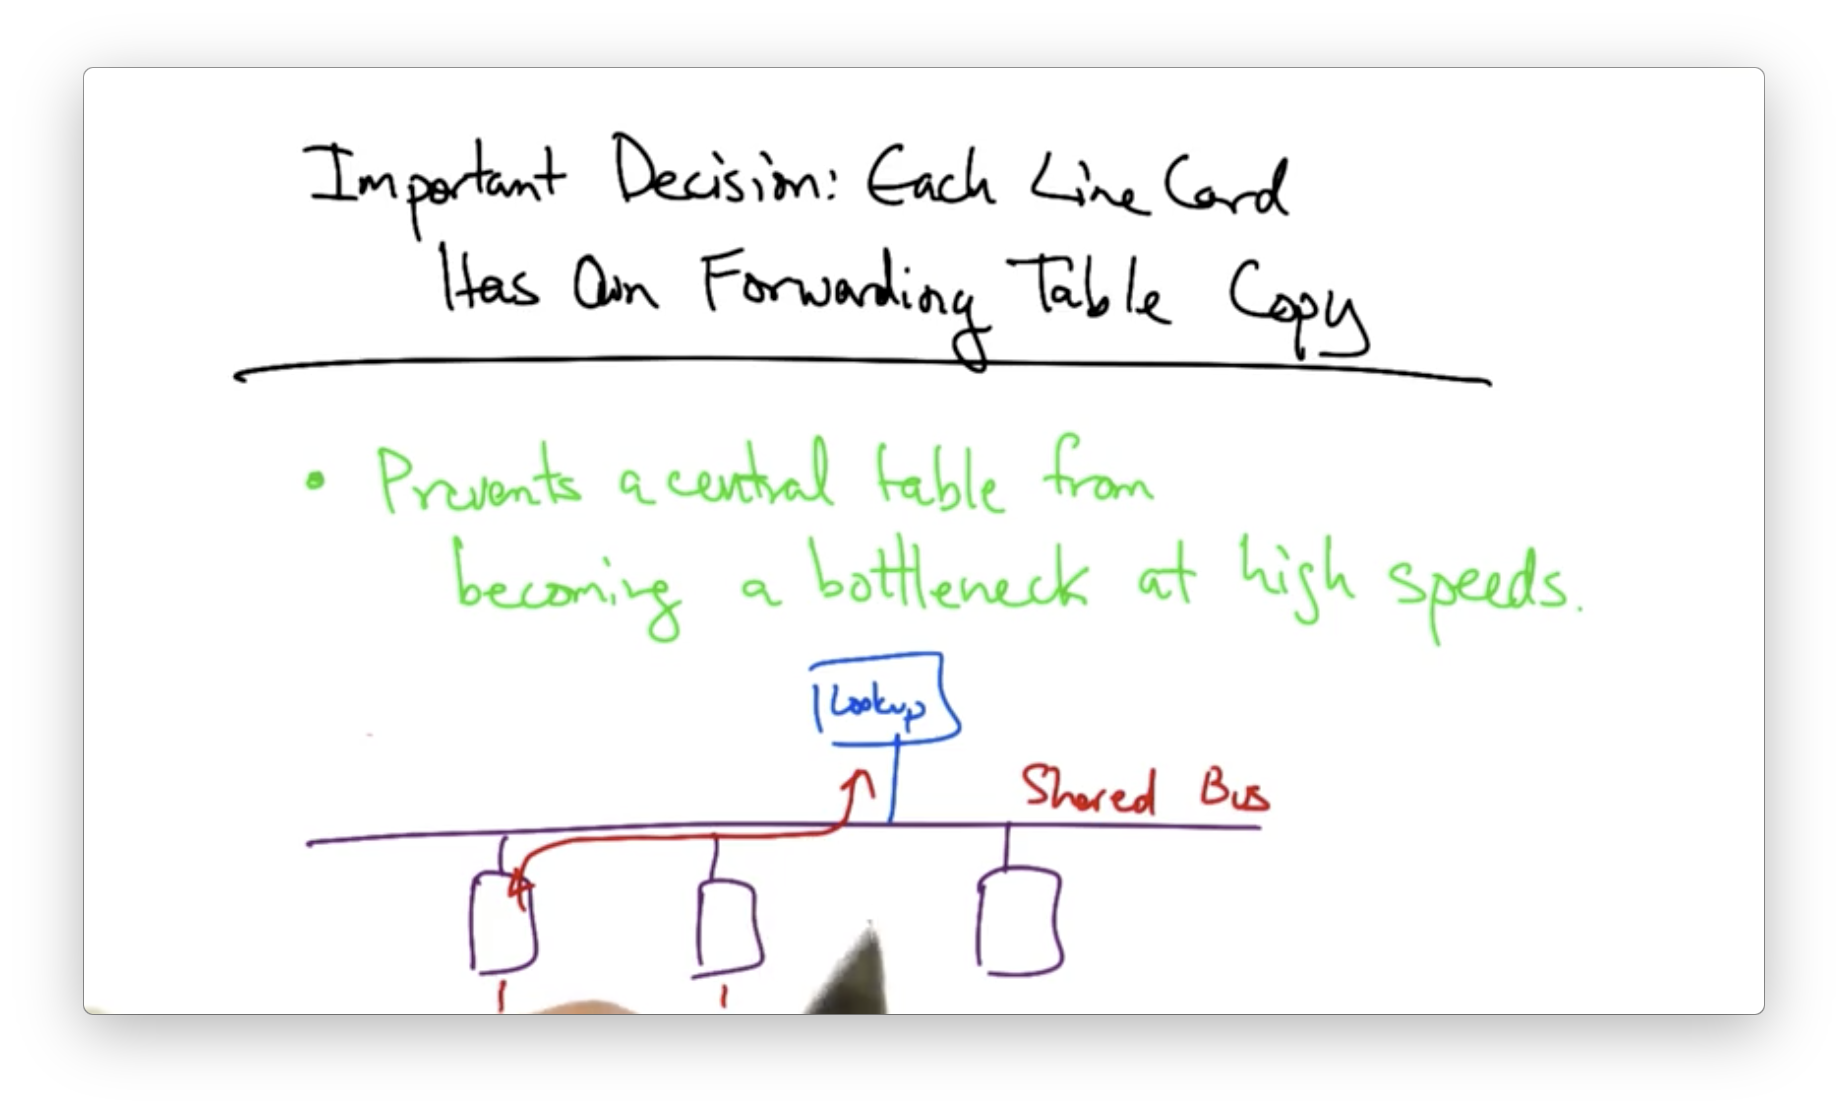 Important Decision: Each Line Card
Has Own Forwarding Table Copy
• Prevents a central table from
becoming a bottleneck at high speeds.
Lookup
Shared Bus